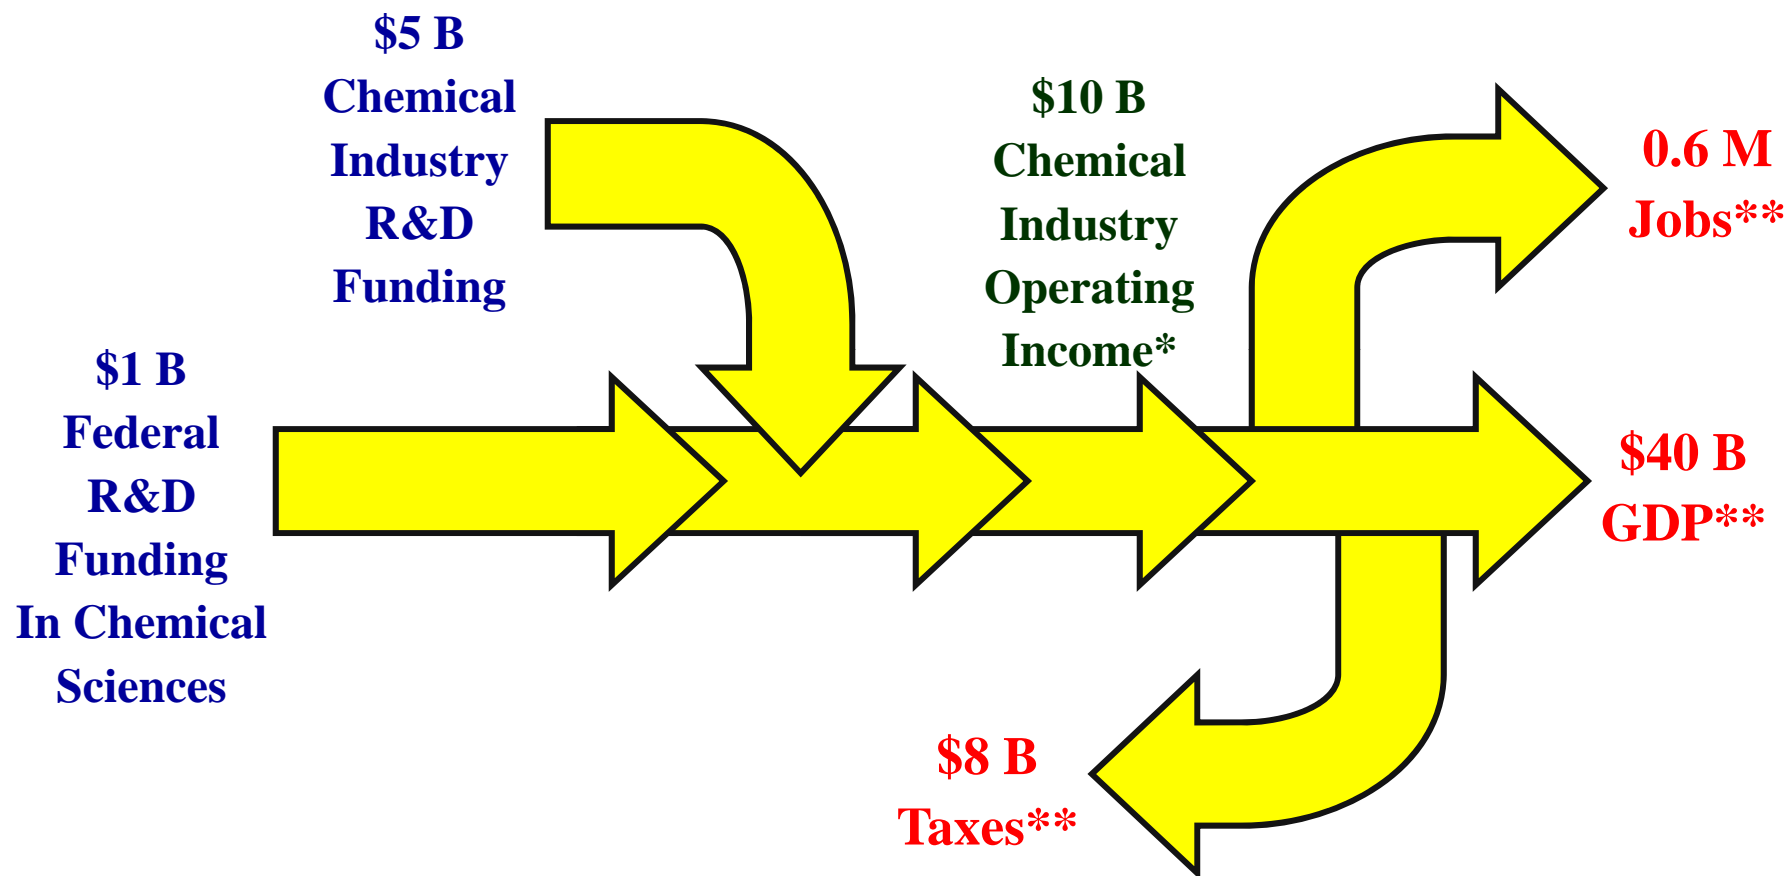 $5 B
Chemical
Industry
R&D
Funding
$1 B
Federal
R&D
Funding
In Chemical
Sciences
$10 B
Chemical
Industry
Operating
Income*
0.6 M
Jobs**
$40 B
GDP**
$8 B
Taxes**